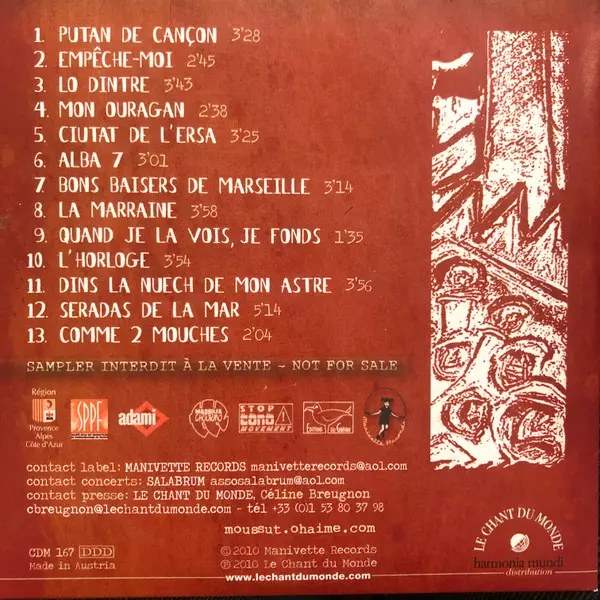 1. PUTAN DE CANÇON 3'28
2. EMPÊCHE-MOI 2'45
3. LO DINTRE 3'43
4. MON OURAGAN 2'38
5. CIUTAT DE L'ERSA 3'25
6. ALBA 7 3'01
7 BONS BAISERS DE MARSEILLE 3'14
8. LA MARRAINE 3'58
9. QUAND JE LA VOIS, JE FONDS 1'35
10. L'HORLOGE 3'54
11. DINS LA NUECH DE MON ASTRE 3'56
12. SERADAS DE LA MAR 5'14
13. COMME 2 MOUCHES 2'04
SAMPLER INTERDIT À LA VENTE ~ NOT FOR SALE
Région
Provence
Alpes
Côte d'Azur
SPPF
adami
MASSILIA
CHOURMO
STOP
CONO
MOVEMENT
contact label: MANIVETTE RECORDS manivetterecords@aol.com
contact concerts: SALABRUM assosalabrum@aol.com
contact presse: LE CHANT DU MONDE, Céline Breugnon
cbreugnon@lechantdumonde.com - tél +33 (0)1 53 80 37 98
moussut.ohaime.com
CDM 167 DDD
Made in Austria
©2010 Manivette Records
℗2010 Le Chant du Monde
www.lechantdumonde.com
LE CHANT DU MONDE
harmonia mundi
distribution